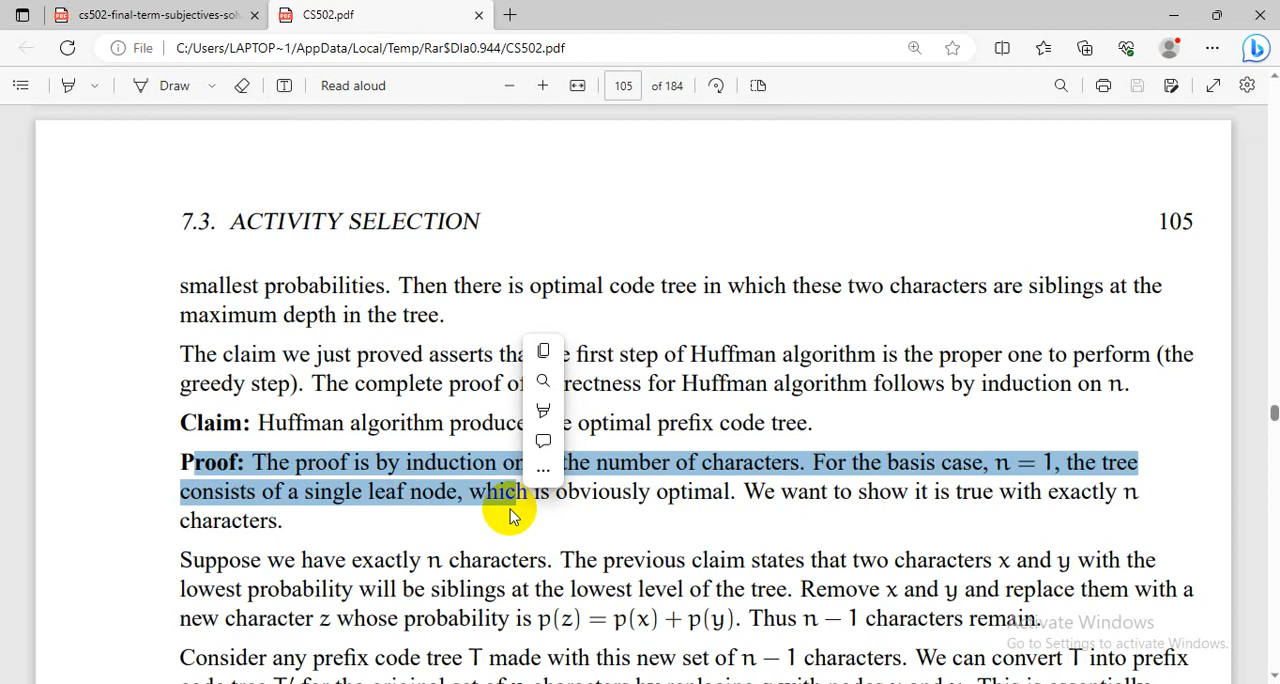 cs502-final-term-subjectives-sol
CS502.pdf
File C:/Users/LAPTOP~1/AppData/Local/Temp/Rar$DIa0.944/CS502.pdf
Draw
Read aloud
105 of 184
7.3. ACTIVITY SELECTION 105
smallest probabilities. Then there is optimal code tree in which these two characters are siblings at the
maximum depth in the tree.
The claim we just proved asserts tha e first step of Huffman algorithm is the proper one to perform (the
greedy step). The complete proof of rectness for Huffman algorithm follows by induction on n.
Claim: Huffman algorithm produce e optimal prefix code tree.
Proof: The proof is by induction on the number of characters. For the basis case, n = 1, the tree
consists of a single leaf node, which is obviously optimal. We want to show it is true with exactly n
characters.
Suppose we have exactly n characters. The previous claim states that two characters x and y with the
lowest probability will be siblings at the lowest level of the tree. Remove x and y and replace them with a
new character z whose probability is p(z) = p(x) + p(y). Thus n − 1 characters remain.
Activate Windows
Go to Settings to activate Windows.
Consider any prefix code tree T made with this new set of n − 1 characters. We can convert T into prefix